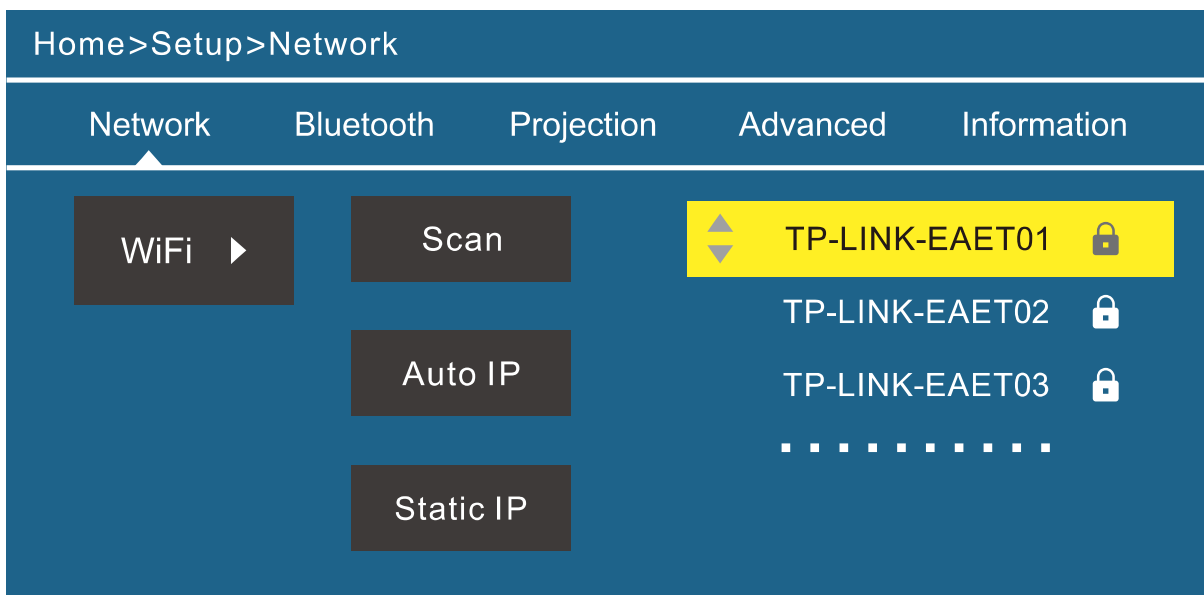 Home>Setup>Network
Network Bluetooth Projection Advanced Information
WiFi
Scan
Auto IP
Static IP
TP-LINK-EAET01
TP-LINK-EAET02
TP-LINK-EAET03